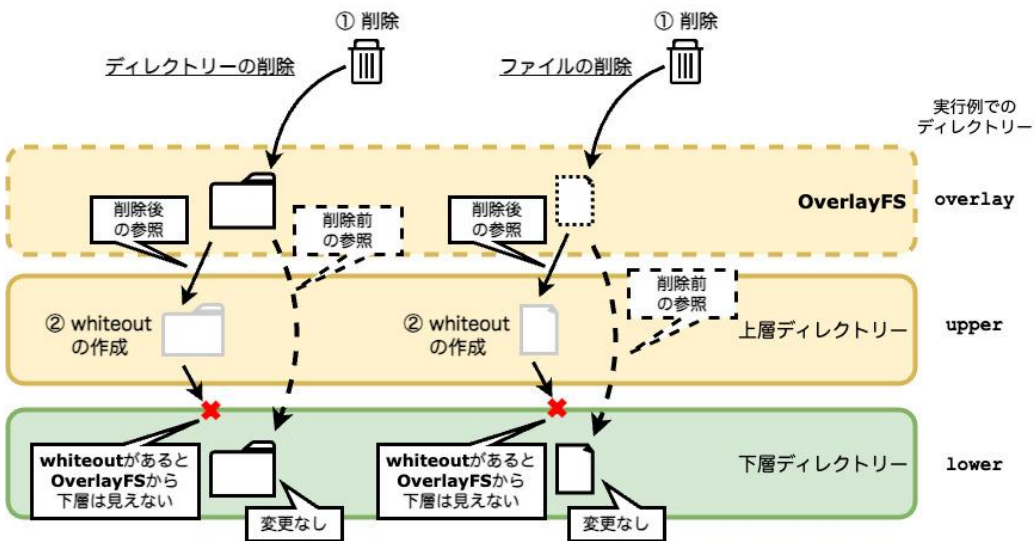 ① 削除
① 削除
ディレクトリーの削除
ファイルの削除
実行例での
ディレクトリー
削除後
の参照
削除前
の参照
削除後
の参照
OverlayFS
overlay
削除前
の参照
② whiteout
の作成
② whiteout
の作成
上層ディレクトリー
upper
whiteoutがあると
OverlayFSから
下層は見えない
変更なし
whiteoutがあると
OverlayFSから
下層は見えない
変更なし
下層ディレクトリー
lower